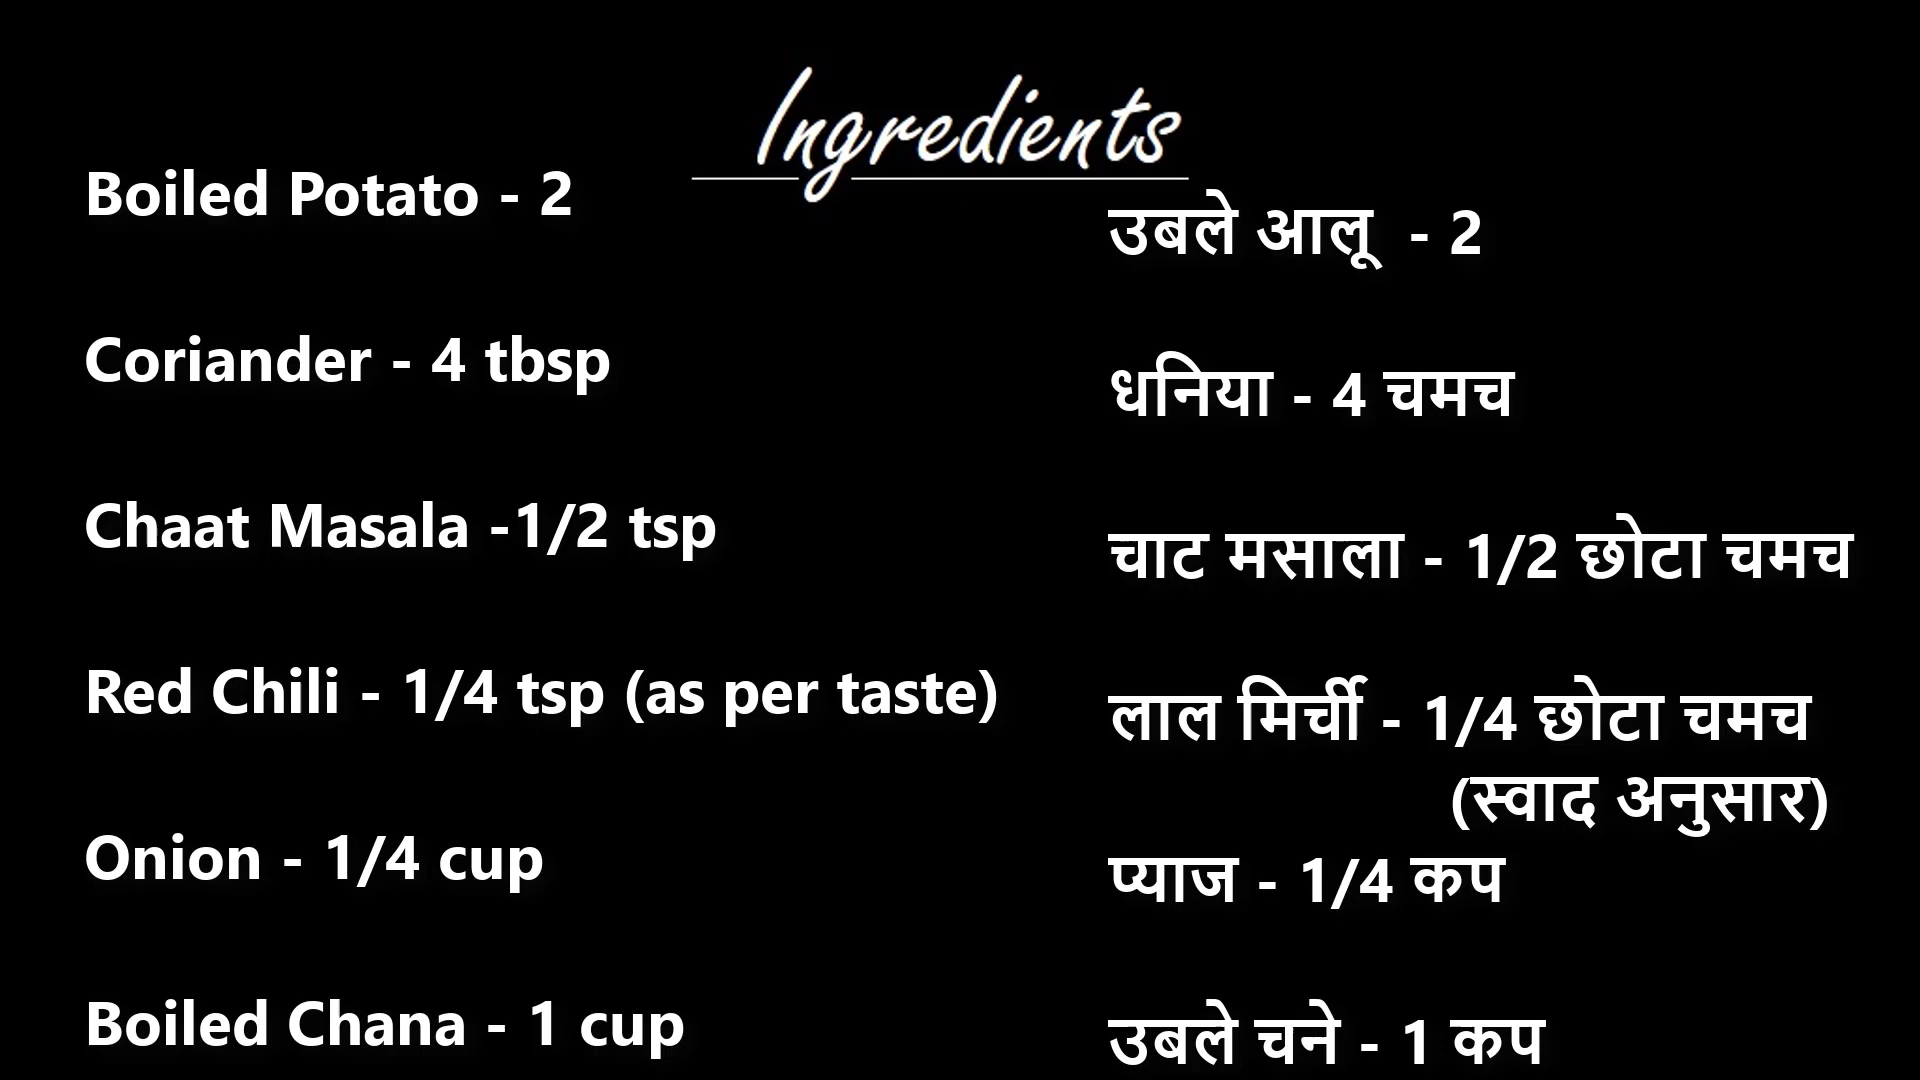 Ingredients
Boiled Potato - 2
Coriander - 4 tbsp
Chaat Masala -1/2 tsp
Red Chili - 1/4 tsp (as per taste)
Onion - 1/4 cup
Boiled Chana - 1 cup
उबले आलू - 2
धनिया - 4 चमच
चाट मसाला - 1/2 छोटा चमच
लाल मिर्ची - 1/4 छोटा चमच
(स्वाद अनुसार)
प्याज - 1/4 कप
उबले चने - 1 कप